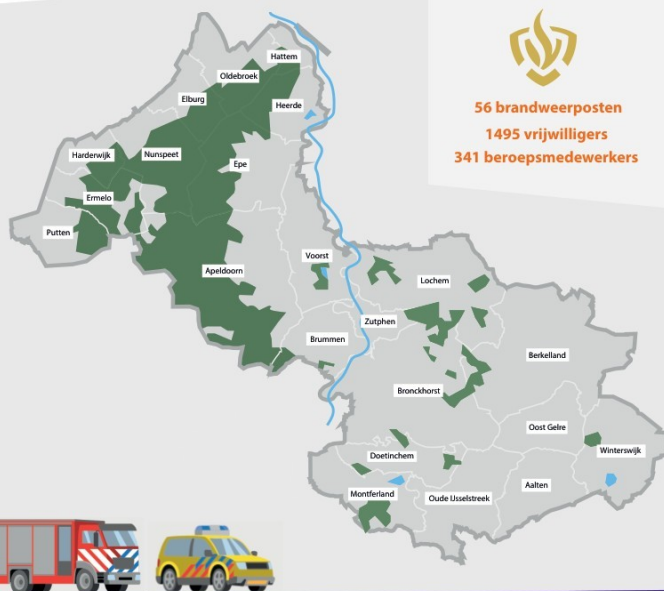 56 brandweerposten
1495 vrijwilligers
341 beroepsmedewerkers
Hattem
Oldebroek
Elburg
Heerde
Harderwijk
Nunspeet
Epe
Ermelo
Putten
Voorst
Apeldoorn
Lochem
Zutphen
Brummen
Berkelland
Bronckhorst
Oost Gelre
Winterswijk
Doetinchem
Aalten
Montferland
Oude IJsselstreek